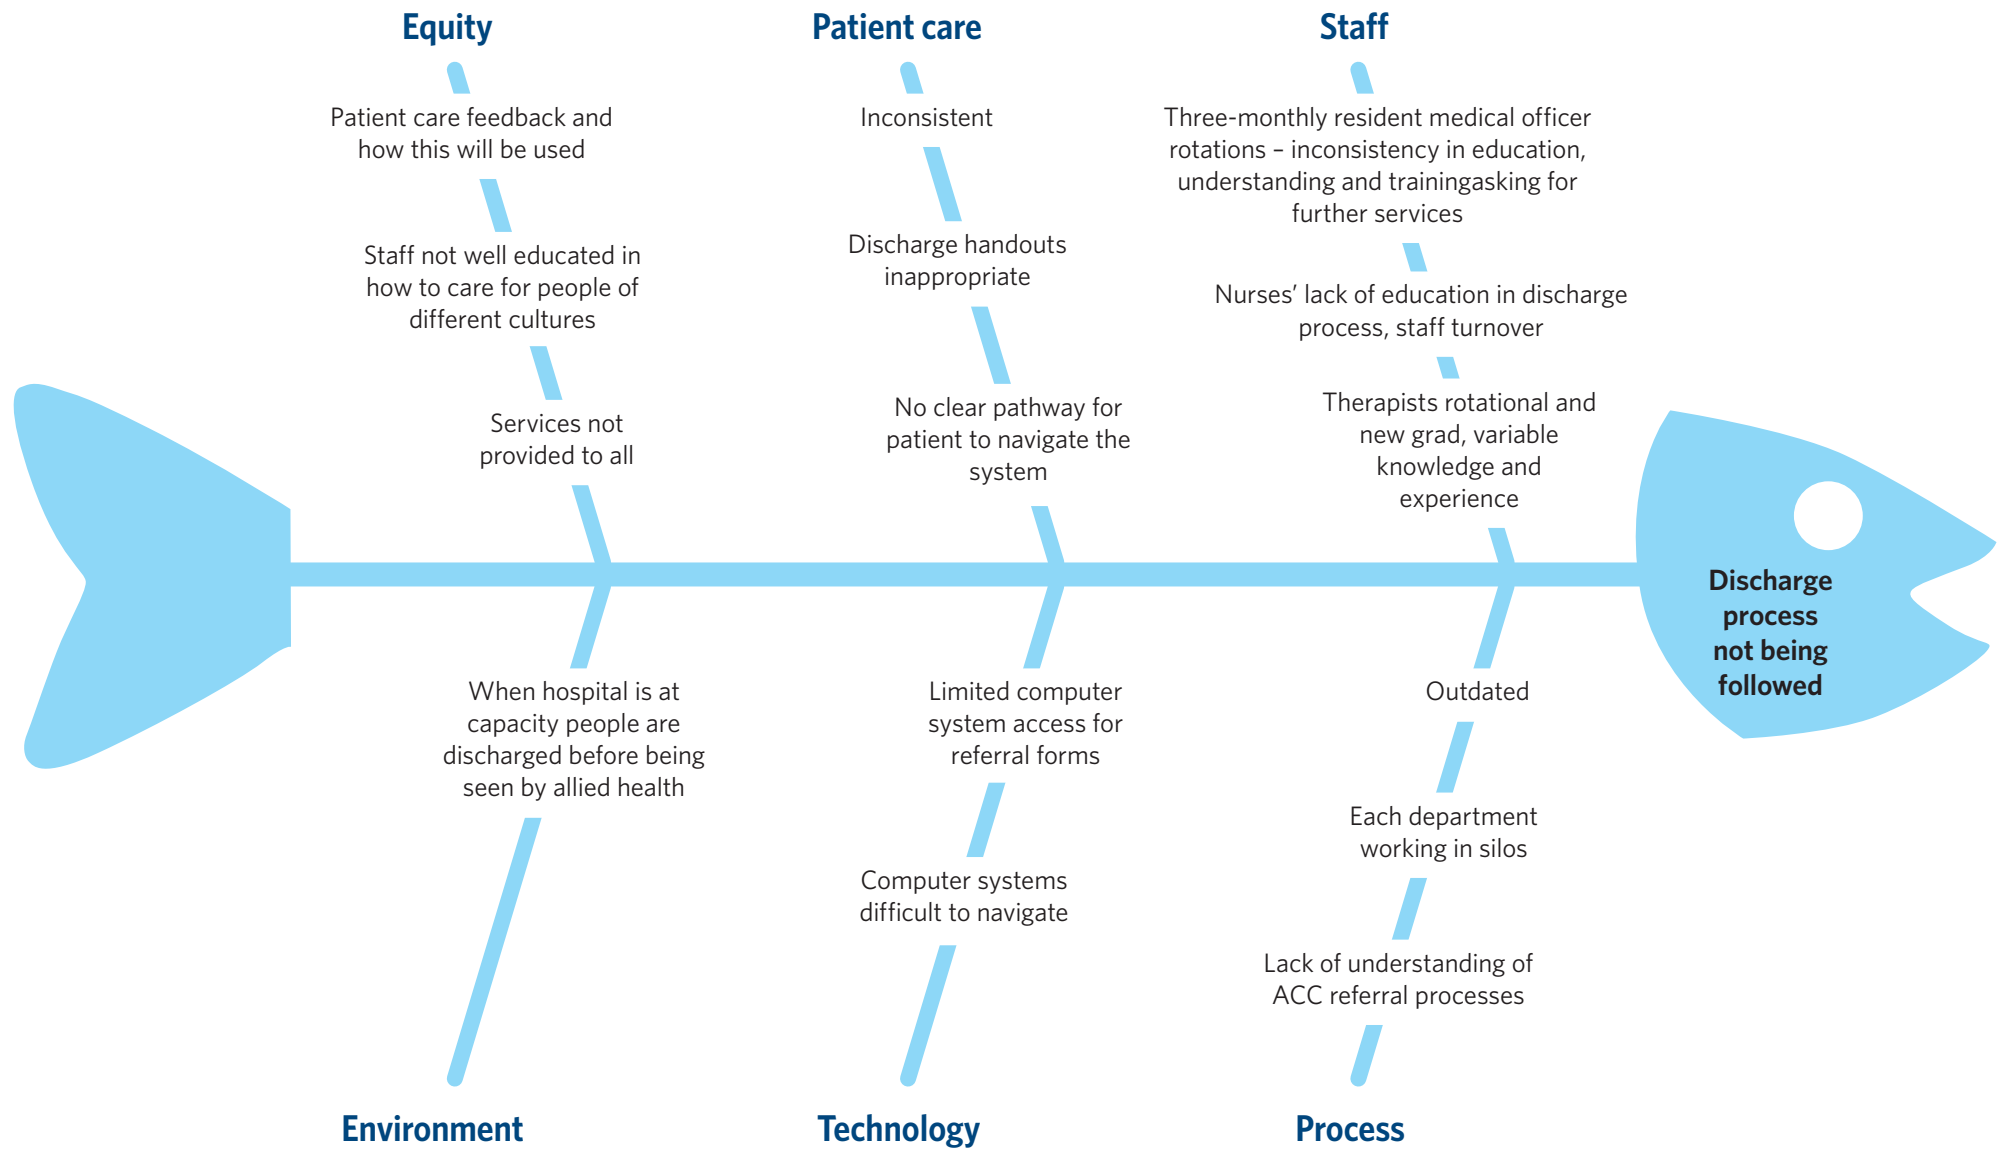 Equity
Patient care feedback and
how this will be used
Staff not well educated in
how to care for people of
different cultures
Services not
provided to all
Patient care
Inconsistent
Discharge handouts
inappropriate
No clear pathway for
patient to navigate the
system
Staff
Three-monthly resident medical officer
rotations – inconsistency in education,
understanding and trainingasking for
further services
Nurses’ lack of education in discharge
process, staff turnover
Therapists rotational and
new grad, variable
knowledge and
experience
Discharge
process
not being
followed
When hospital is at
capacity people are
discharged before being
seen by allied health
Environment
Limited computer
system access for
referral forms
Computer systems
difficult to navigate
Technology
Outdated
Each department
working in silos
Lack of understanding of
ACC referral processes
Process